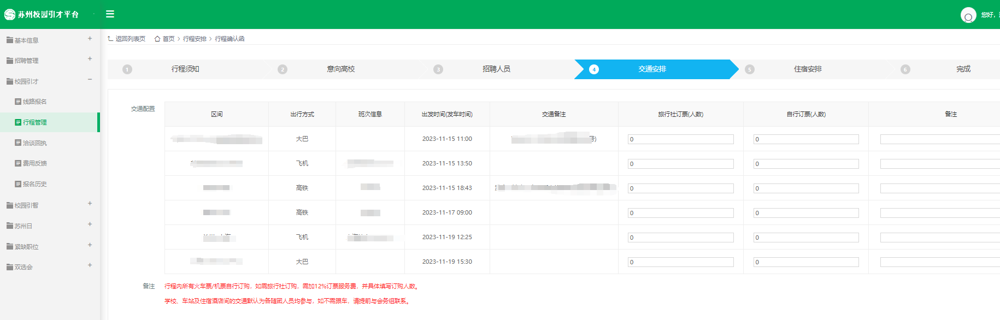 苏州校园引才平台
您好，
基本信息 +
招聘管理 +
校园引才 −
线路报名
行程管理
洽谈回执
费用反馈
报名历史
校园引智 +
苏州日 +
紧缺职位 +
双选会 +
返回列表页 首页 > 行程安排 > 行程确认函
1 行程须知 2 意向高校 3 招聘人员 4 交通安排 5 住宿安排 6 完成
交通配置
区间 出行方式 班次信息 出发时间(发车时间) 交通备注 旅行社订票(人数) 自行订票(人数) 备注
大巴 2023-11-15 11:00 0 0
飞机 2023-11-15 13:50 0 0
高铁 2023-11-15 18:43 0 0
高铁 2023-11-17 09:00 0 0
飞机 2023-11-19 12:25 0 0
大巴 2023-11-19 15:30 0 0
备注 行程内所有火车票/机票自行订购，如需旅行社订购，需加12%订票服务费，并具体填写订购人数。
学校、车站及住宿酒店间的交通默认为各随团人员均参与，如不需跟车，请提前与会务组联系。